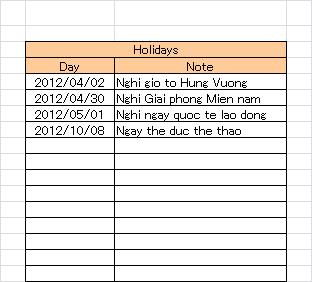 Holidays
Day Note
2012/04/02 Nghi gio to Hung Vuong
2012/04/30 Nghi Giai phong Mien nam
2012/05/01 Nghi ngay quoc te lao dong
2012/10/08 Ngay the duc the thao